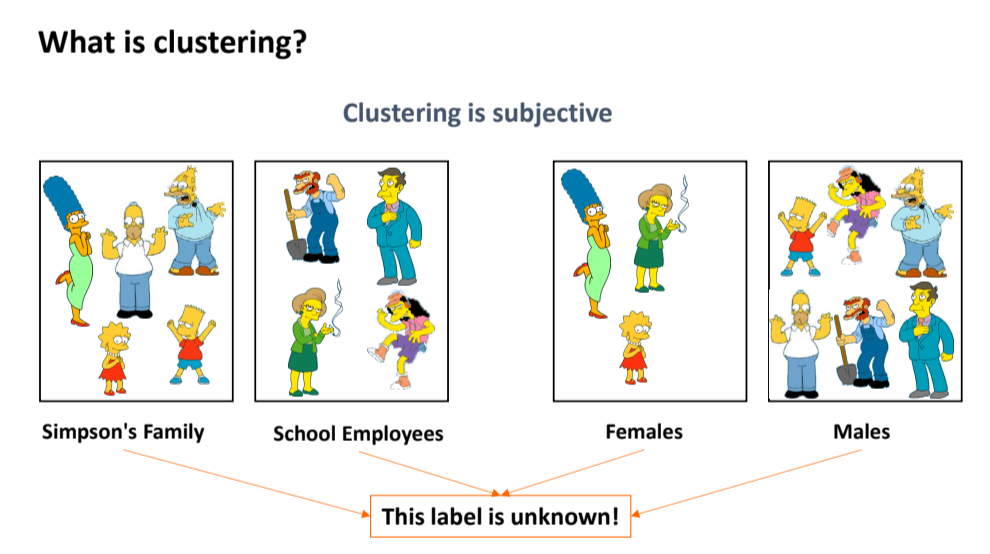 What is clustering?
Clustering is subjective
Simpson's Family
School Employees
Females
Males
This label is unknown!